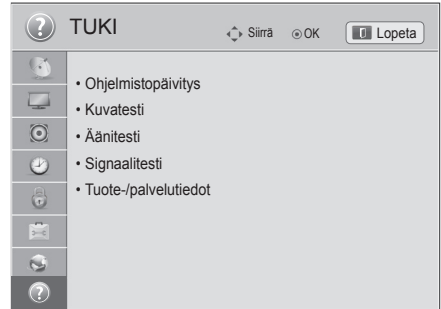 TUKI
Siirrä OK Lopeta
• Ohjelmistopäivitys
• Kuvatesti
• Äänitesti
• Signaalitesti
• Tuote-/palvelutiedot